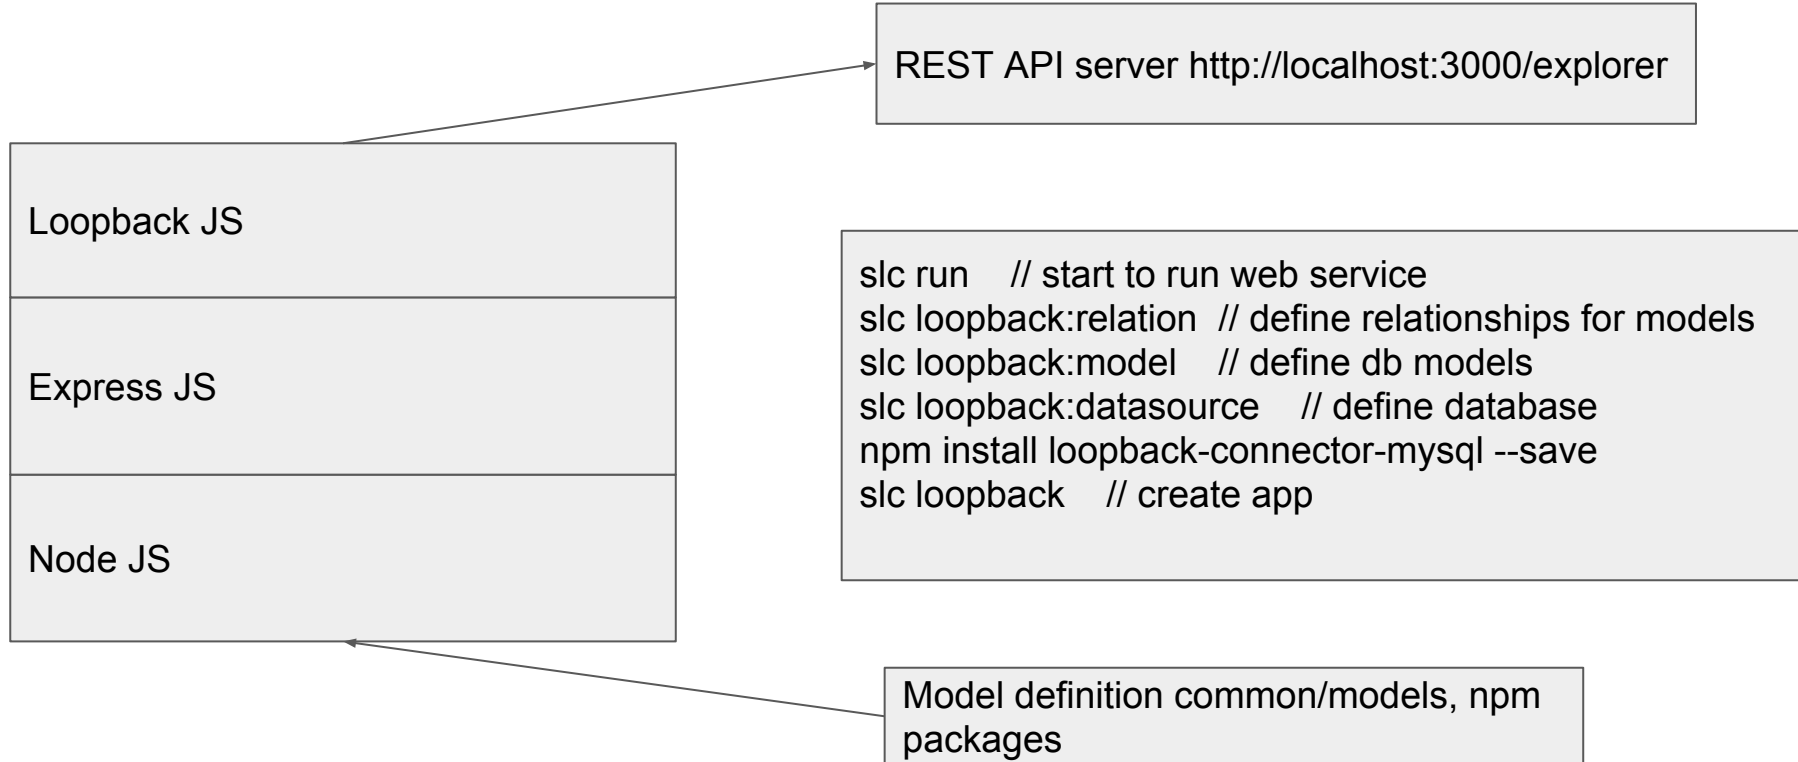 REST API server http://localhost:3000/explorer
Loopback JS
Express JS
Node JS
slc run // start to run web service
slc loopback:relation // define relationships for models
slc loopback:model // define db models
slc loopback:datasource // define database
npm install loopback-connector-mysql --save
slc loopback // create app
Model definition common/models, npm
packages